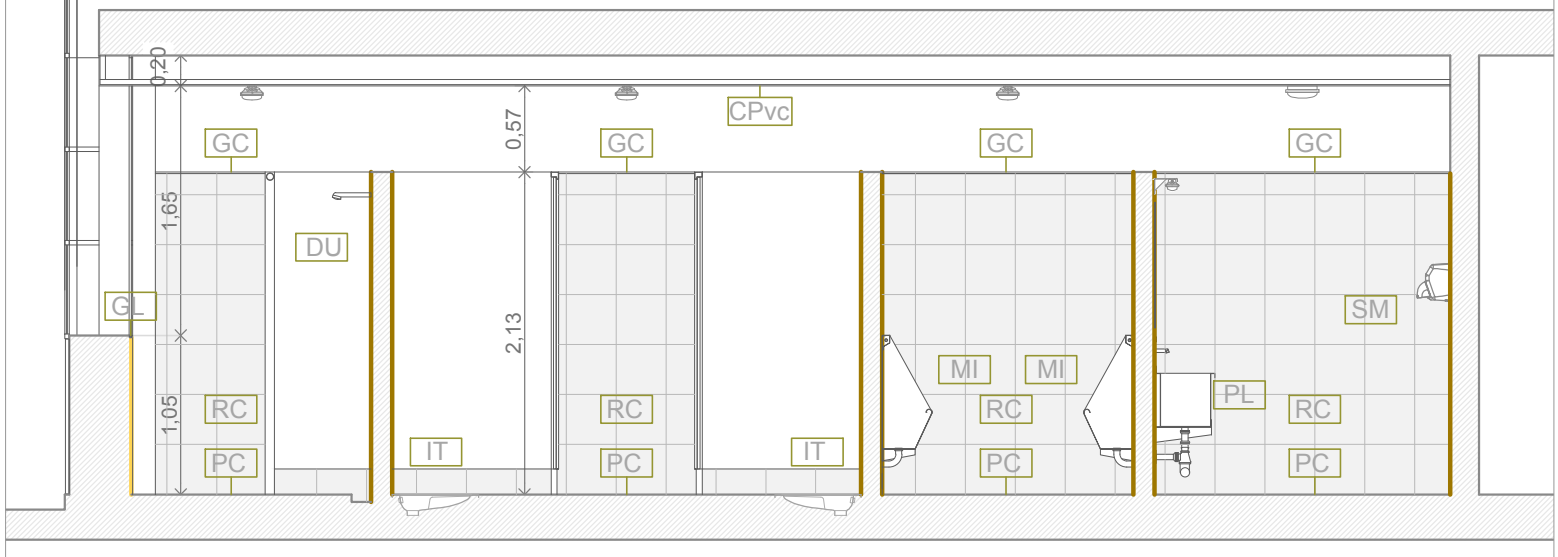 0,20
CPvc
0,57
GC
GC
GC
GC
1,65
DU
GL
SM
2,13
MI
MI
PL
1,05
RC
RC
RC
RC
IT
IT
PC
PC
PC
PC